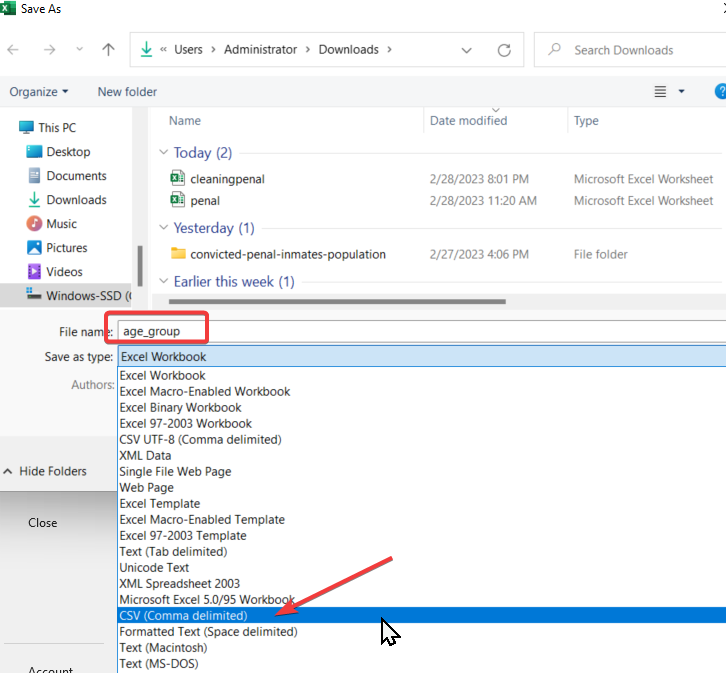 Save As
« Users > Administrator > Downloads >
Search Downloads
Organize
New folder
This PC
Desktop
Documents
Downloads
Music
Pictures
Videos
Windows-SSD (
Name
Date modified
Type
Today (2)
cleaningpenal 2/28/2023 8:01 PM Microsoft Excel Worksheet
penal 2/28/2023 11:20 AM Microsoft Excel Worksheet
Yesterday (1)
convicted-penal-inmates-population 2/27/2023 4:06 PM File folder
Earlier this week (1)
File name: age_group
Save as type: Excel Workbook
Authors:
Excel Workbook
Excel Macro-Enabled Workbook
Excel Binary Workbook
Excel 97-2003 Workbook
CSV UTF-8 (Comma delimited)
XML Data
Single File Web Page
Web Page
Excel Template
Excel Macro-Enabled Template
Excel 97-2003 Template
Text (Tab delimited)
Unicode Text
XML Spreadsheet 2003
Microsoft Excel 5.0/95 Workbook
CSV (Comma delimited)
Formatted Text (Space delimited)
Text (Macintosh)
Text (MS-DOS)
Hide Folders
Close
Account